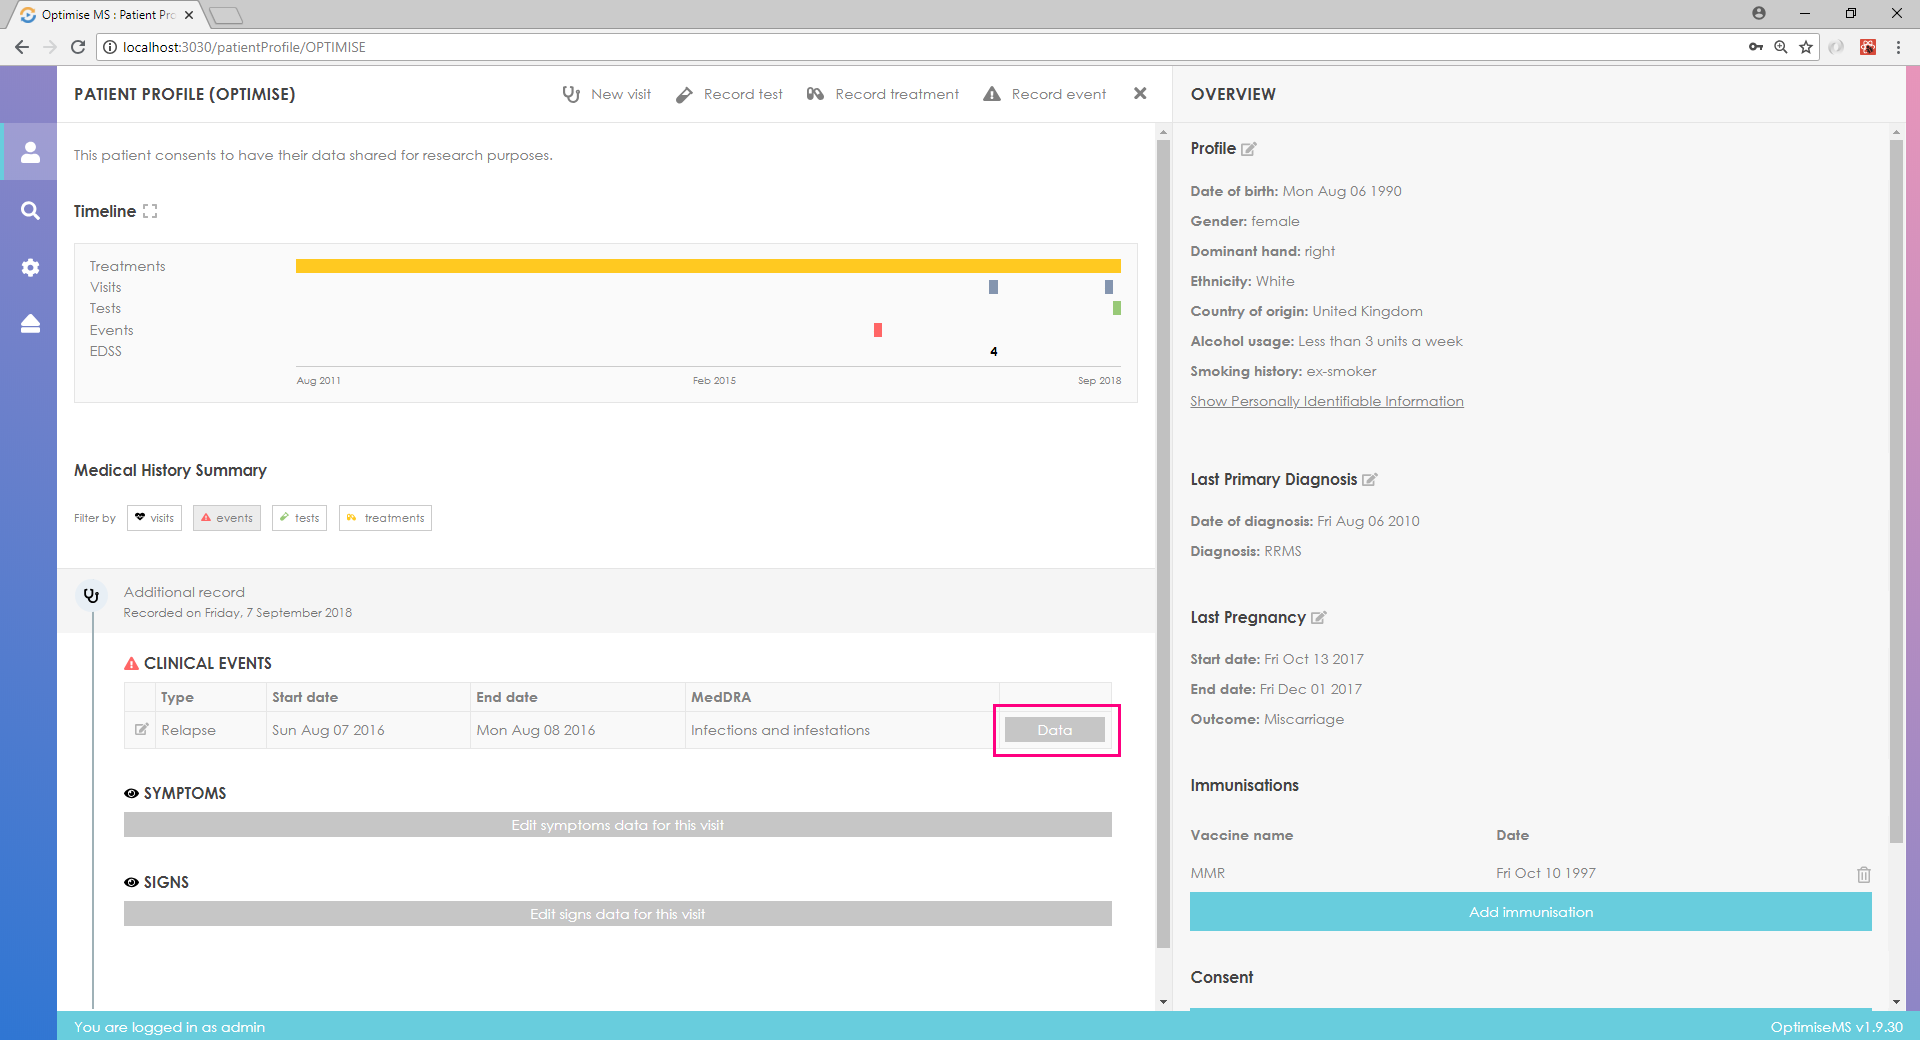 Optimise MS : Patient Pro
localhost:3030/patientProfile/OPTIMISE
PATIENT PROFILE (OPTIMISE)
New visit
Record test
Record treatment
Record event
This patient consents to have their data shared for research purposes.
Timeline
Treatments
Visits
Tests
Events
EDSS
4
Aug 2011
Feb 2015
Sep 2018
Medical History Summary
Filter by
visits
events
tests
treatments
Additional record
Recorded on Friday, 7 September 2018
CLINICAL EVENTS
Type Start date End date MedDRA
Relapse Sun Aug 07 2016 Mon Aug 08 2016 Infections and infestations Data
SYMPTOMS
Edit symptoms data for this visit
SIGNS
Edit signs data for this visit
OVERVIEW
Profile
Date of birth: Mon Aug 06 1990
Gender: female
Dominant hand: right
Ethnicity: White
Country of origin: United Kingdom
Alcohol usage: Less than 3 units a week
Smoking history: ex-smoker
Show Personally Identifiable Information
Last Primary Diagnosis
Date of diagnosis: Fri Aug 06 2010
Diagnosis: RRMS
Last Pregnancy
Start date: Fri Oct 13 2017
End date: Fri Dec 01 2017
Outcome: Miscarriage
Immunisations
Vaccine name Date
MMR Fri Oct 10 1997
Add immunisation
Consent
You are logged in as admin
OptimiseMS v1.9.30